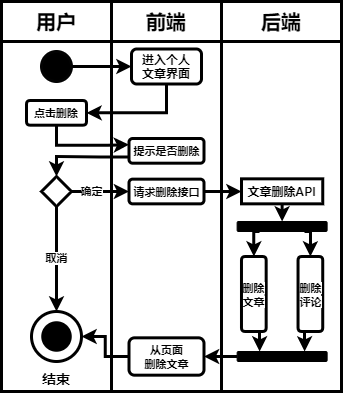 用户
前端
后端
进入个人
文章界面
点击删除
提示是否删除
确定
请求删除接口
文章删除API
取消
删除
文章
删除
评论
从页面
删除文章
结束